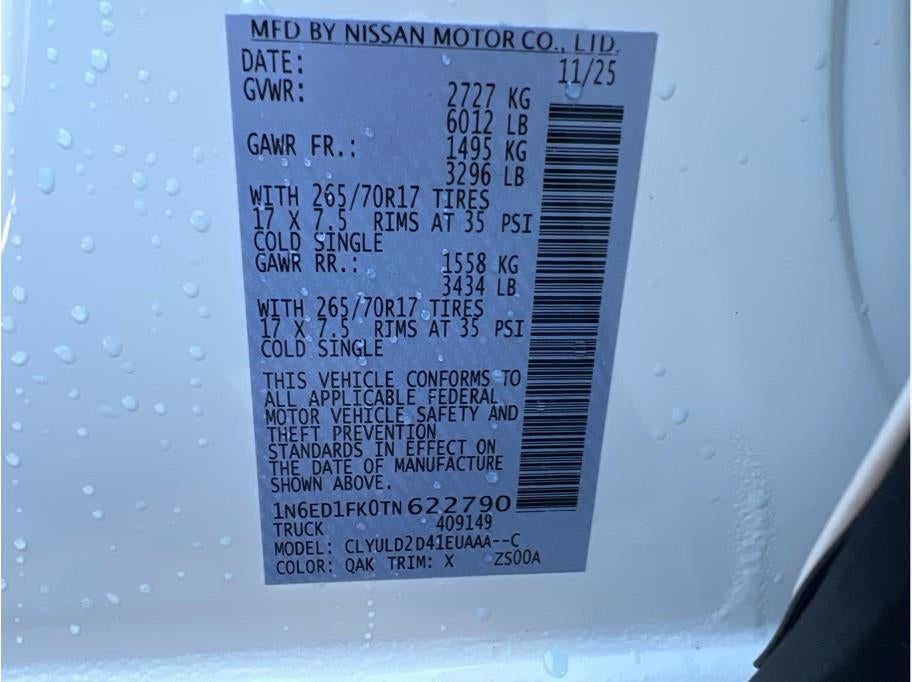 MFD BY NISSAN MOTOR CO., LTD.
DATE: 11/25
GVWR: 2727 KG
6012 LB
GAWR FR.: 1495 KG
3296 LB
WITH 265/70R17 TIRES
17 X 7.5 RIMS AT 35 PSI
COLD SINGLE
GAWR RR.: 1558 KG
3434 LB
WITH 265/70R17 TIRES
17 X 7.5 RIMS AT 35 PSI
COLD SINGLE
THIS VEHICLE CONFORMS TO
ALL APPLICABLE FEDERAL
MOTOR VEHICLE SAFETY AND
THEFT PREVENTION
STANDARDS IN EFFECT ON
THE DATE OF MANUFACTURE
SHOWN ABOVE.
1N6ED1FK0TN622790
TRUCK 409149
MODEL: CLYULD2D41EUAAA--C
COLOR: QAK TRIM: X ZS00A